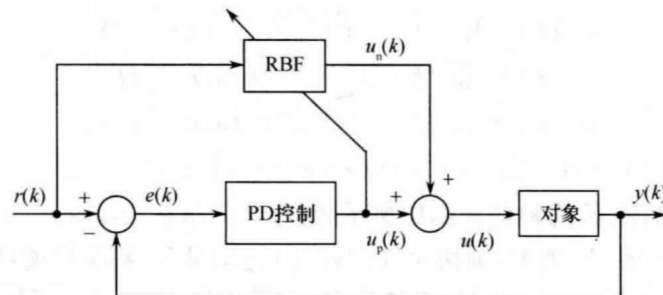 RBF
u_n(k)
r(k)
+
−
e(k)
PD控制
+
u_p(k)
+
u(k)
对象
y(k)